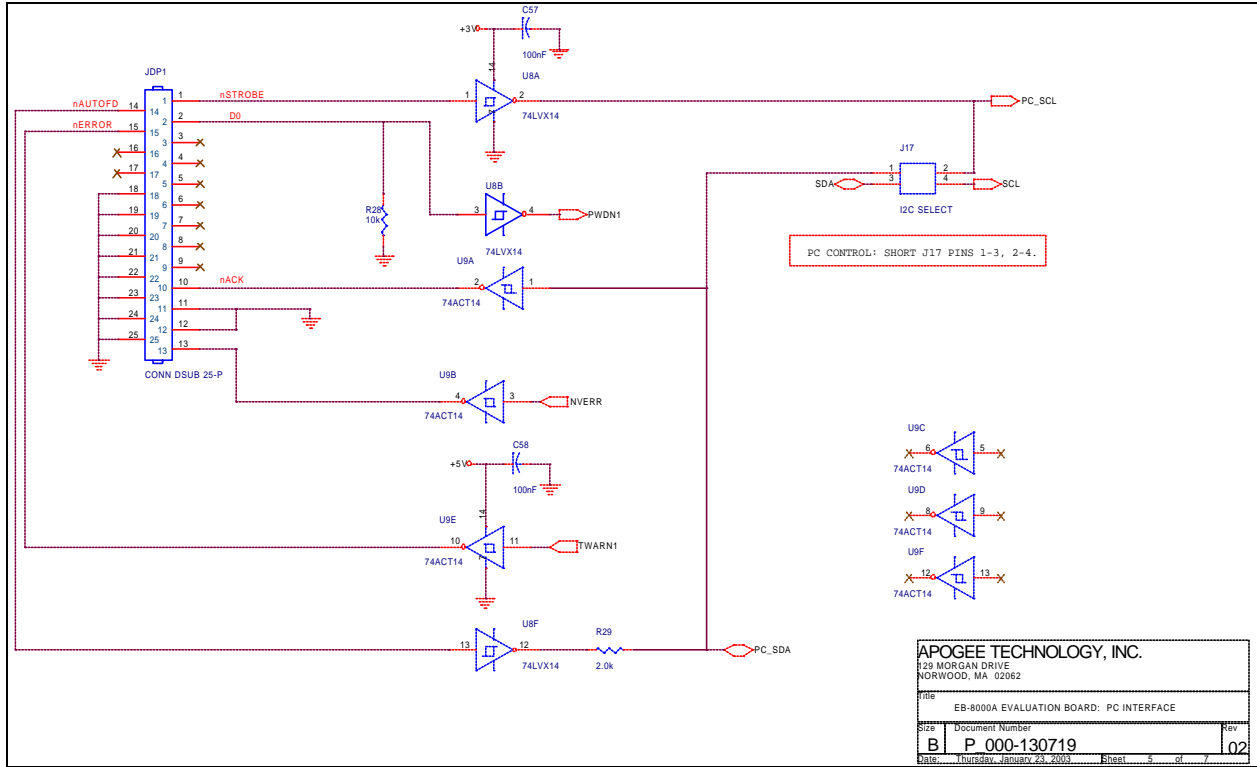 C57
+3V
100nF
14
JDP1
U8A
nSTROBE
1
1
1
2
74LVX14
PC_SCL
nAUTOFD
14
14
2
2
D0
nERROR
15
15
3
3
16
16
4
4
17
17
5
5
18
18
6
6
19
19
7
7
20
20
8
8
21
21
9
9
22
22
10
10
nACK
23
23
11
11
24
24
12
12
25
25
13
13
CONN DSUB 25-P
J17
1
2
3
4
SDA
SCL
I2C SELECT
PC CONTROL: SHORT J17 PINS 1-3, 2-4.
R28
10k
U8B
3
4
PWDN1
74LVX14
U9A
2
1
74ACT14
U9B
4
3
NVERR
74ACT14
C58
+5V
100nF
14
U9E
10
11
TWARN1
74ACT14
U8F
13
12
74LVX14
R29
2.0k
PC_SDA
U9C
6
5
74ACT14
U9D
8
9
74ACT14
U9F
12
13
74ACT14
APOGEE TECHNOLOGY, INC.
129 MORGAN DRIVE
NORWOOD, MA 02062
Title
EB-8000A EVALUATION BOARD: PC INTERFACE
Size
Document Number
Rev
B
P_000-130719
02
Date: Thursday, January 23, 2003 Sheet 5 of 7